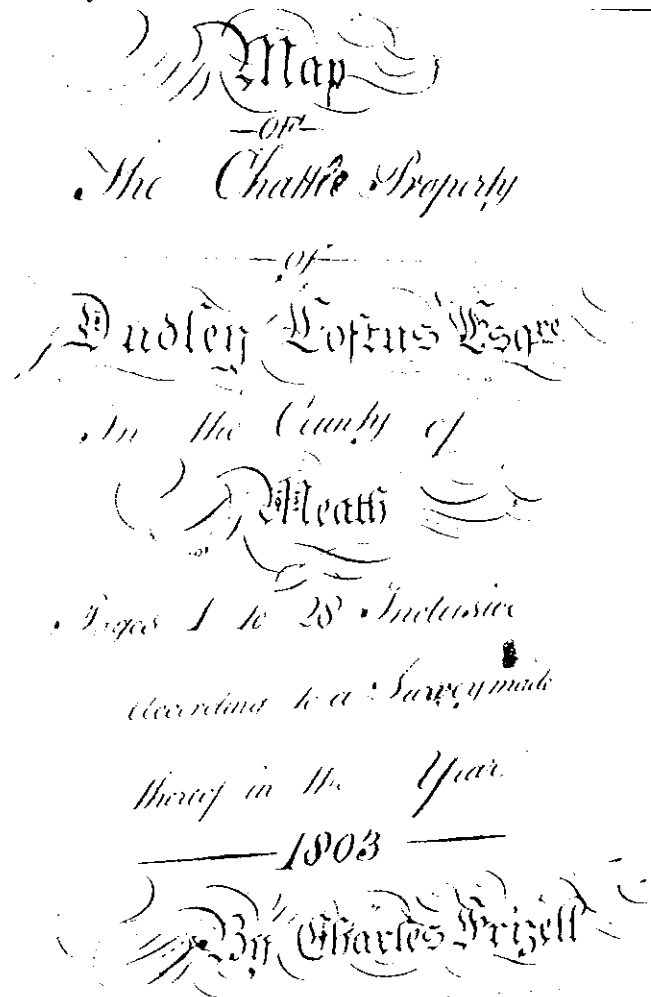 Map
OF
The Chattle Property
of
Dudley Loftus Esqre
In the County of
Meath
Pages 1 to 28 Inclusive
according to a Survey made
thereof in the Year
1803
By Charles Frizell